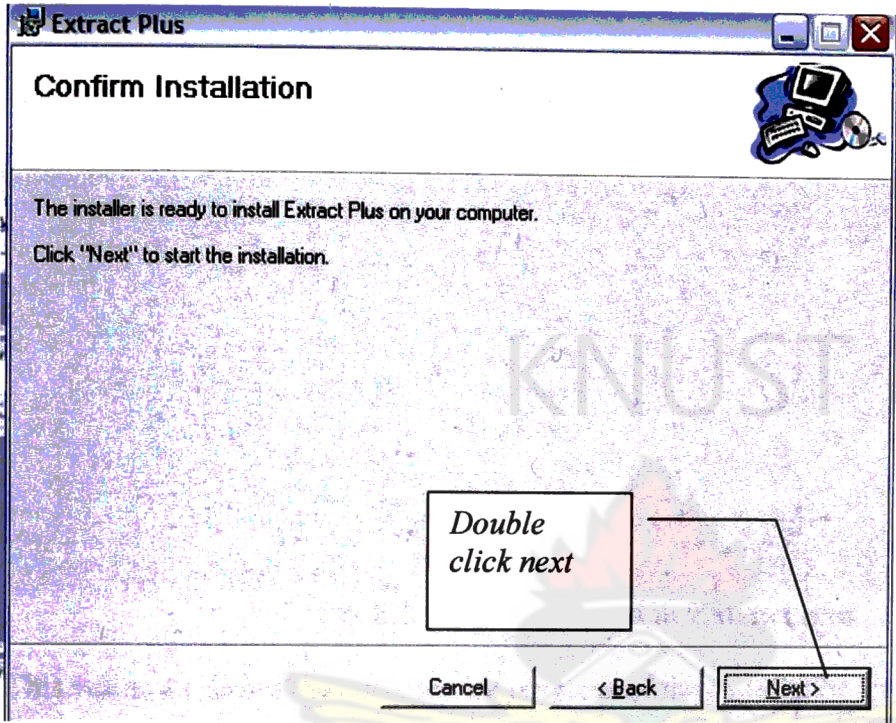 Extract Plus
Confirm Installation
The installer is ready to install Extract Plus on your computer.
Click "Next" to start the installation.
KNUST
Double
click next
Cancel
< Back
Next >